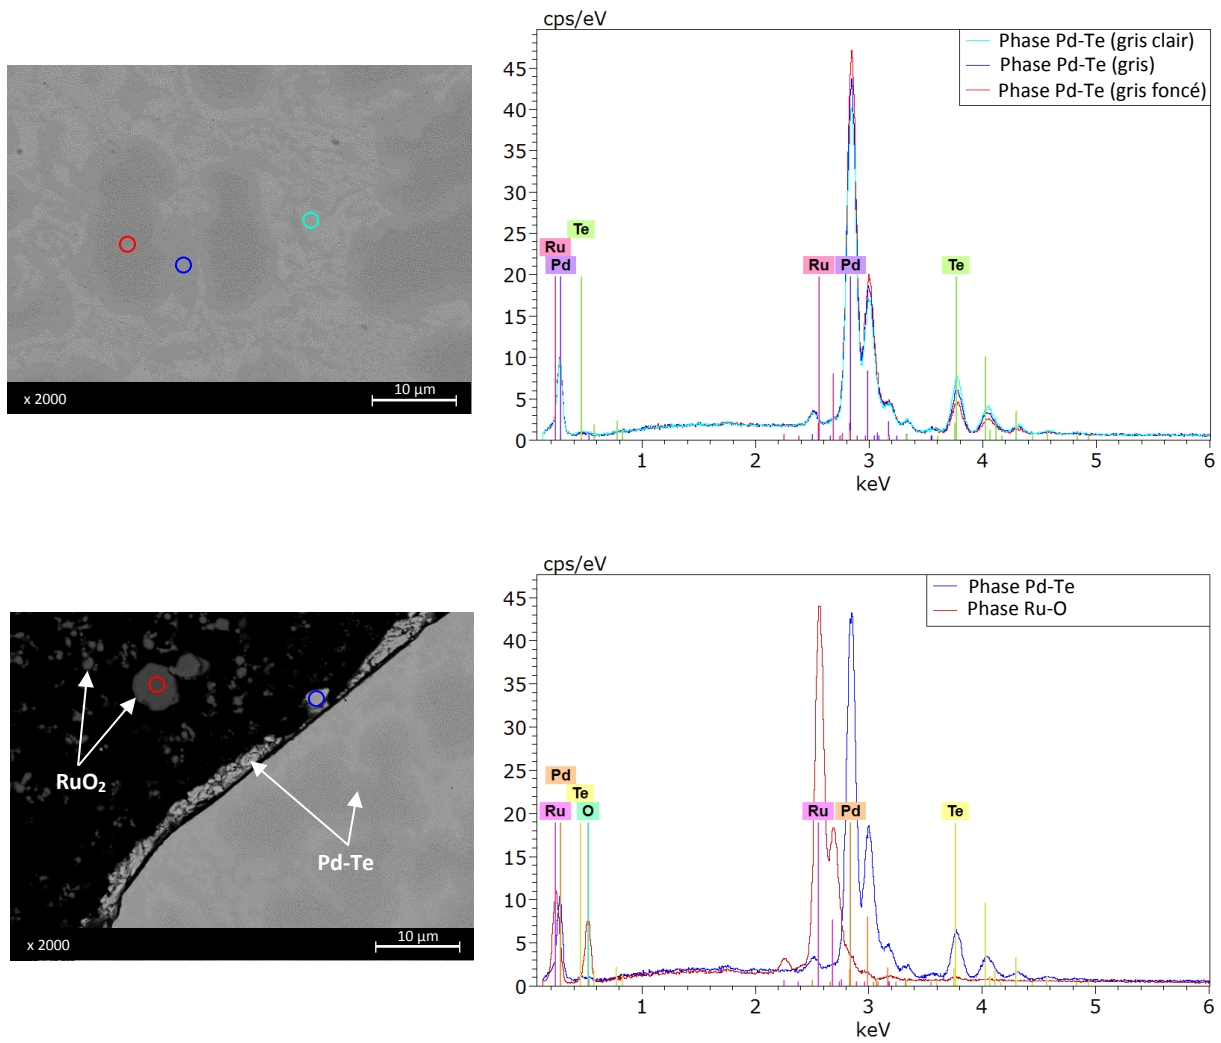 cps/eV
Phase Pd-Te (gris clair)
Phase Pd-Te (gris)
Phase Pd-Te (gris foncé)
45
40
35
30
25
20
15
10
5
0
Te
Ru
Pd
Ru
Pd
Te
1 2 3 4 5 6
keV
x 2000
10 µm
cps/eV
Phase Pd-Te
Phase Ru-O
45
40
35
30
25
20
15
10
5
0
Pd
Te
Ru
O
Ru
Pd
Te
1 2 3 4 5 6
keV
RuO₂
Pd-Te
x 2000
10 µm